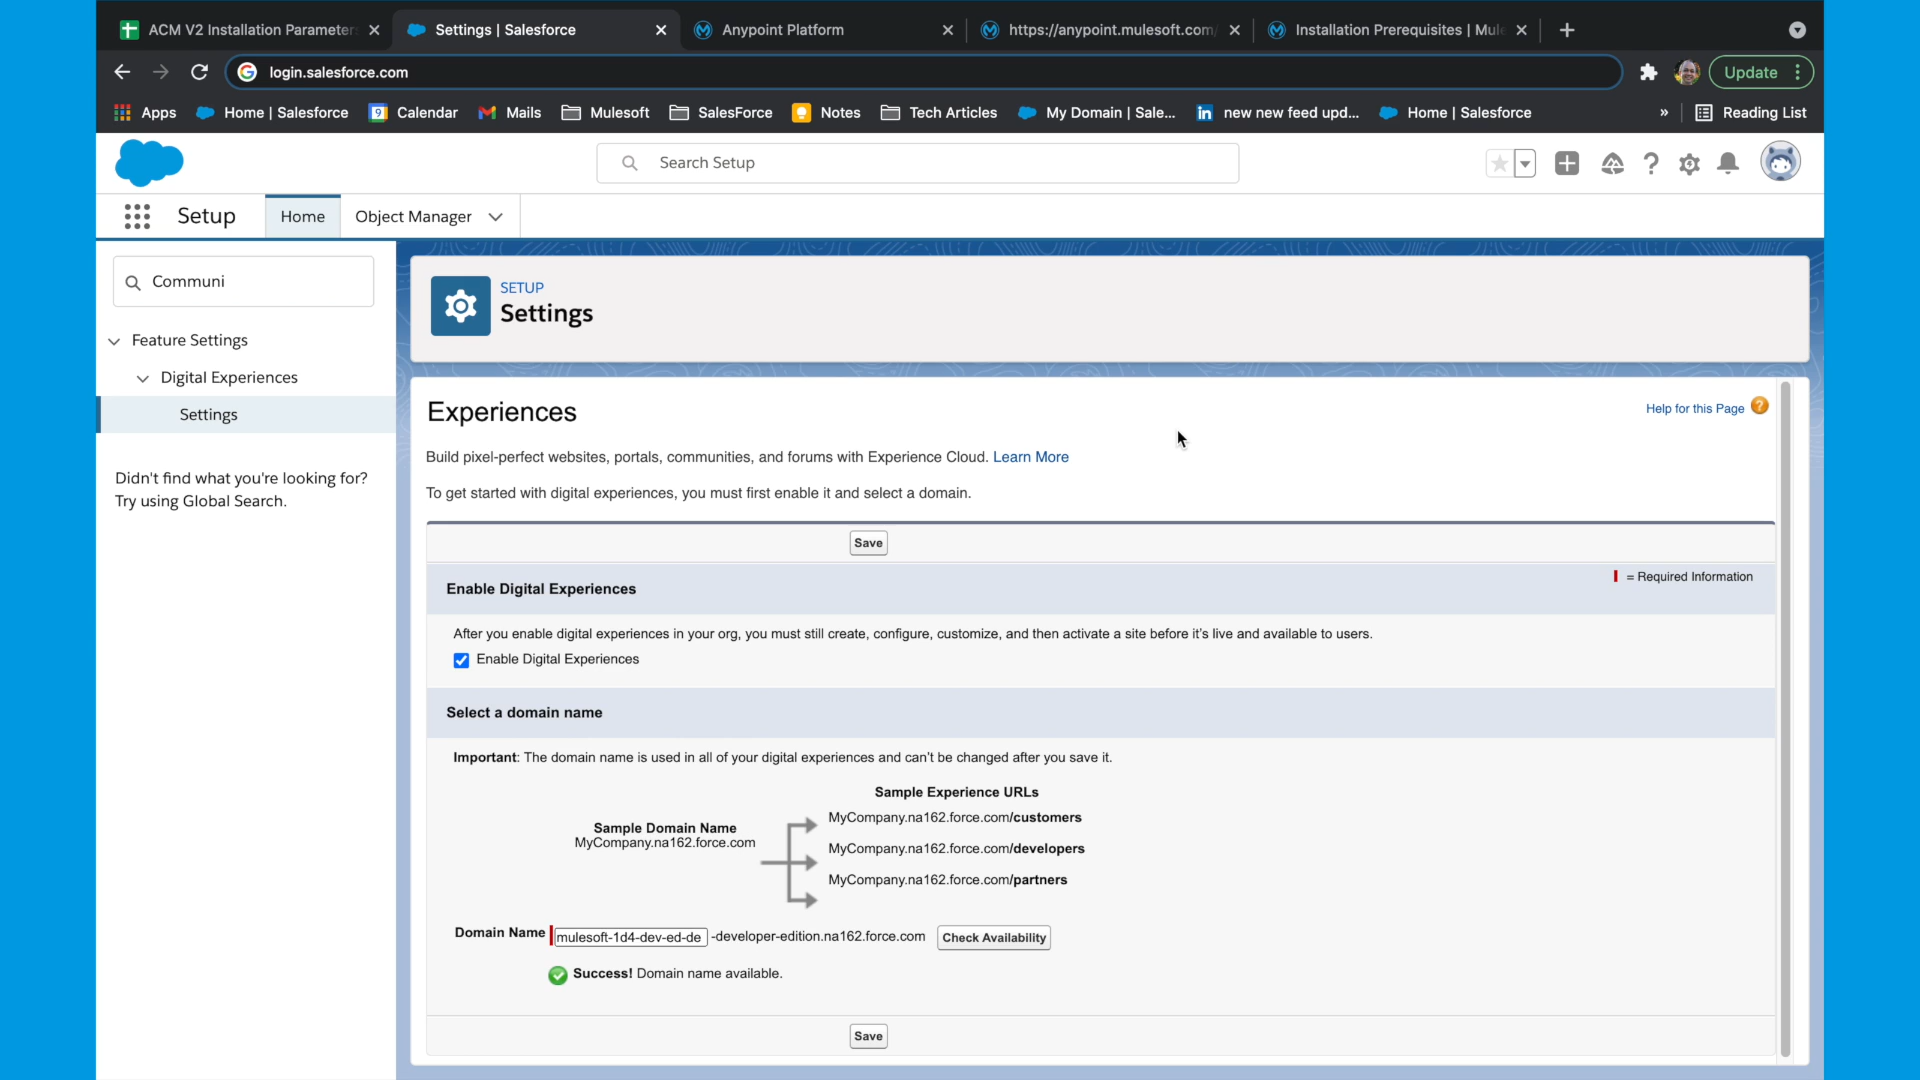 ACM V2 Installation Parameters
Settings | Salesforce
Anypoint Platform
https://anypoint.mulesoft.com/
Installation Prerequisites | Mule
login.salesforce.com
Update
Apps
Home | Salesforce
Calendar
Mails
Mulesoft
SalesForce
Notes
Tech Articles
My Domain | Sale...
new new feed upd...
Home | Salesforce
»
Reading List
Search Setup
Setup
Home
Object Manager
Communi
Feature Settings
Digital Experiences
Settings
Didn't find what you're looking for?
Try using Global Search.
SETUP
Settings
Experiences
Help for this Page
Build pixel-perfect websites, portals, communities, and forums with Experience Cloud. Learn More
To get started with digital experiences, you must first enable it and select a domain.
Save
Enable Digital Experiences
= Required Information
After you enable digital experiences in your org, you must still create, configure, customize, and then activate a site before it's live and available to users.
Enable Digital Experiences
Select a domain name
Important: The domain name is used in all of your digital experiences and can't be changed after you save it.
Sample Experience URLs
MyCompany.na162.force.com/customers
Sample Domain Name
MyCompany.na162.force.com
MyCompany.na162.force.com/developers
MyCompany.na162.force.com/partners
Domain Name mulesoft-1d4-dev-ed-de -developer-edition.na162.force.com Check Availability
Success! Domain name available.
Save